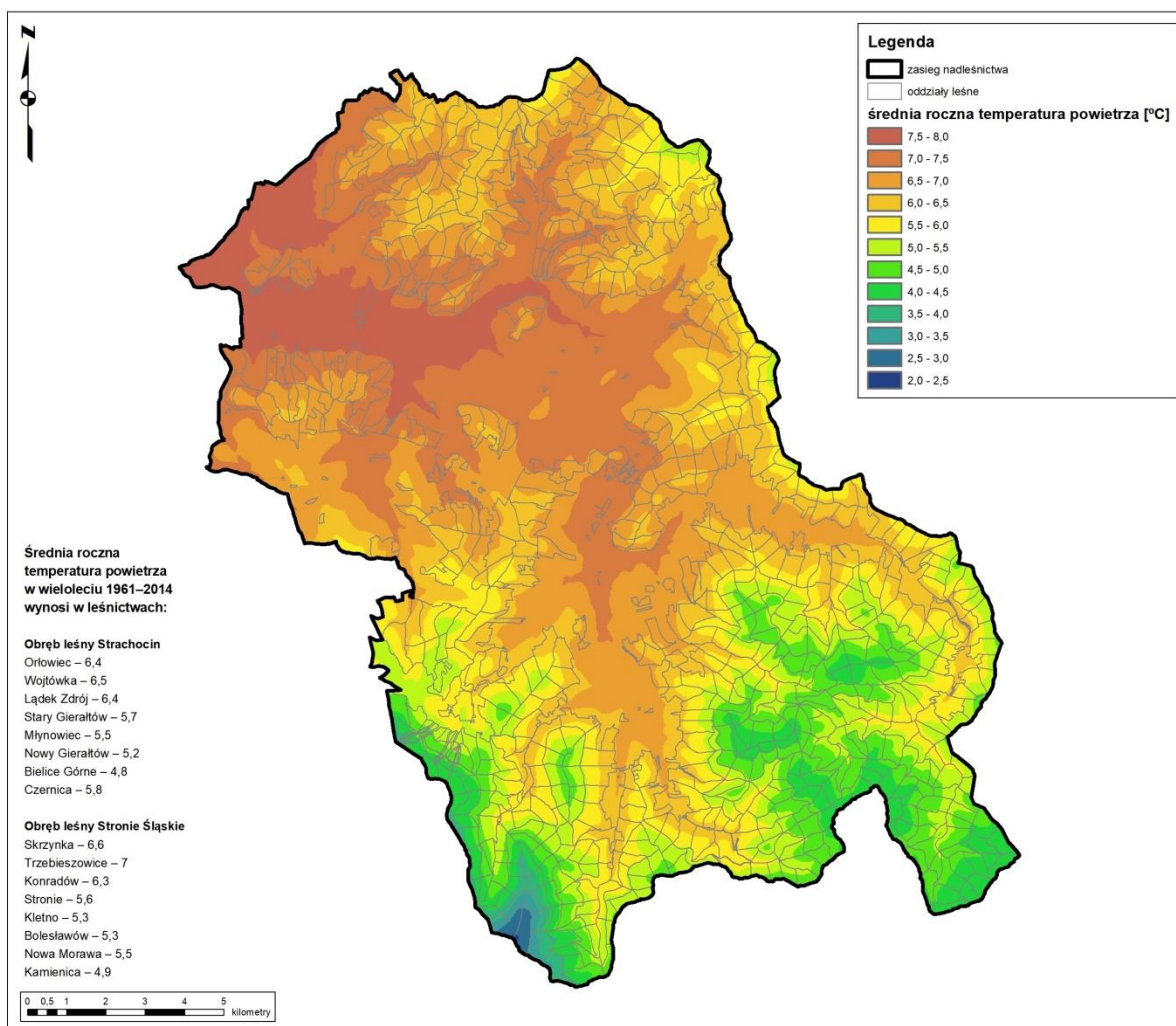 N
Legenda
zasięg nadleśnictwa
oddziały leśne
średnia roczna temperatura powietrza [ºC]
7,5 - 8,0
7,0 - 7,5
6,5 - 7,0
6,0 - 6,5
5,5 - 6,0
5,0 - 5,5
4,5 - 5,0
4,0 - 4,5
3,5 - 4,0
3,0 - 3,5
2,5 - 3,0
2,0 - 2,5
Średnia roczna
temperatura powietrza
w wieloleciu 1961–2014
wynosi w leśnictwach:
Obręb leśny Strachocin
Orłowiec – 6,4
Wojtówka – 6,5
Lądek Zdrój – 6,4
Stary Gierałtów – 5,7
Młynowiec – 5,5
Nowy Gierałtów – 5,2
Bielice Górne – 4,8
Czernica – 5,8
Obręb leśny Stronie Śląskie
Skrzynka – 6,6
Trzebieszowice – 7
Konradów – 6,3
Stronie – 5,6
Kletno – 5,3
Bolesławów – 5,3
Nowa Morawa – 5,5
Kamienica – 4,9
0 0,5 1 2 3 4 5
kilometry